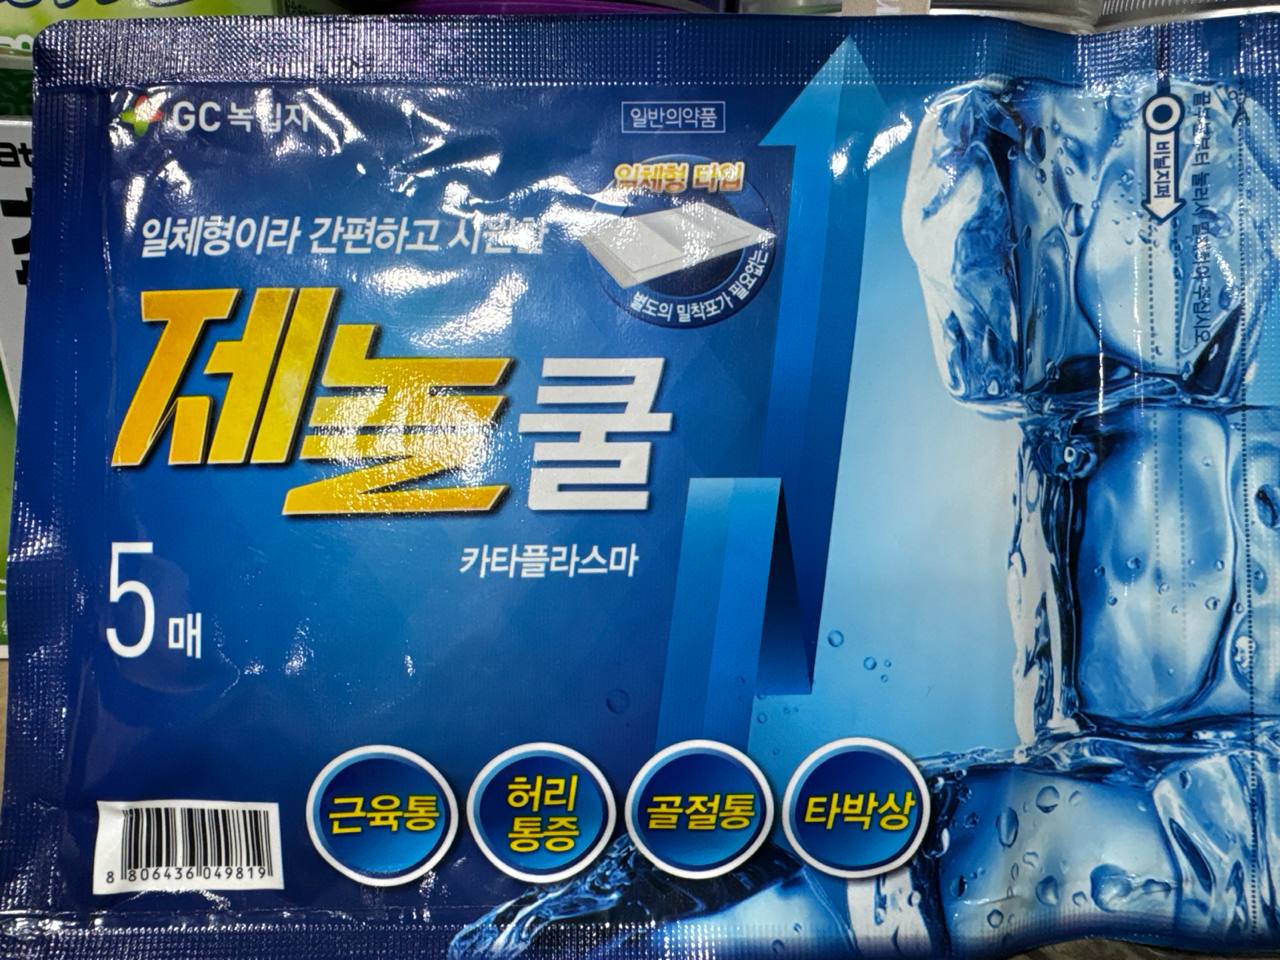 GC 녹십자
일반의약품
일체형 타입
별도의 밀착포가 필요없는
일체형이라 간편하고 시원한
제놀쿨
카타플라스마
5매
근육통
허리
통증
골절통
타박상
8 806436 049819
비닐지퍼